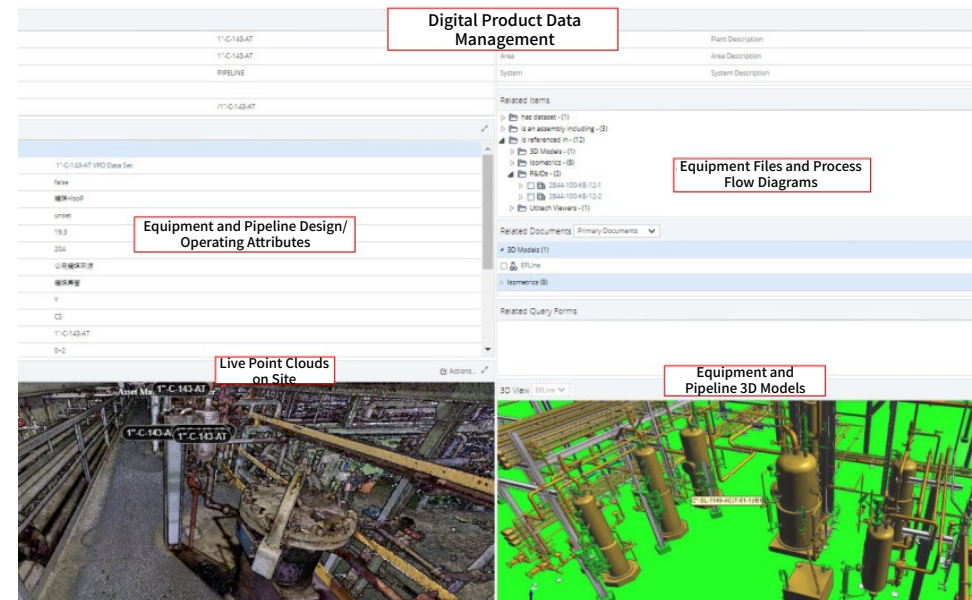 Digital Product Data
Management
1"-C-143-AT
Plant Description
1"-C-143-AT
Area
Area Description
PIPELINE
System
System Description
/1"-C-143-AT
Related Items
has dataset - (1)
is an assembly including - (3)
is referenced in - (12)
3D Models - (1)
Isometrics - (8)
P&IDs - (2)
2844-100-KE-12-1
2844-100-KE-12-2
Utitech Viewers - (1)
Equipment Files and Process
Flow Diagrams
1"-C-143-AT VPD Data Set
false
unset
19.3
204
Y
CS
1"-C-143-AT
0~2
Equipment and Pipeline Design/
Operating Attributes
Related Documents Primary Documents
3D Models (1)
EFLine
Isometrics (8)
Related Query Forms
Live Point Clouds
on Site
Actions...
Equipment and
Pipeline 3D Models
3D View EFLine
1"-C-143-AT
1"-C-143-A
1"-C-143-AT